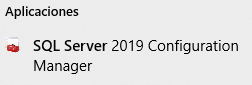 Aplicaciones
SQL Server 2019 Configuration
Manager